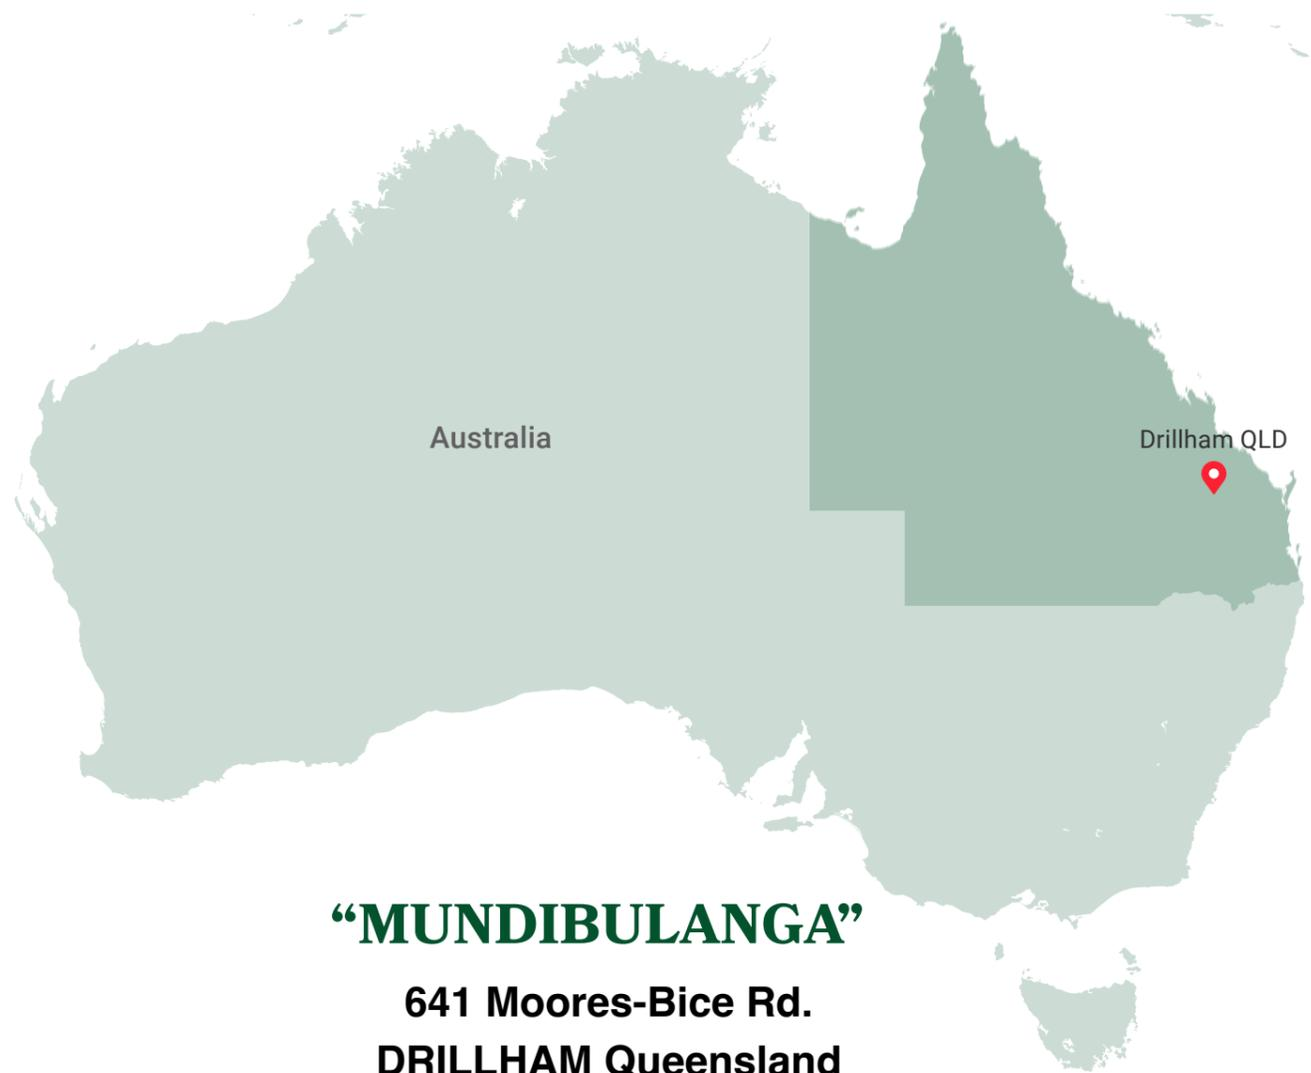 Australia
Drillham QLD
“MUNDIBULANGA”
641 Moores-Bice Rd.
DRILLHAM Queensland